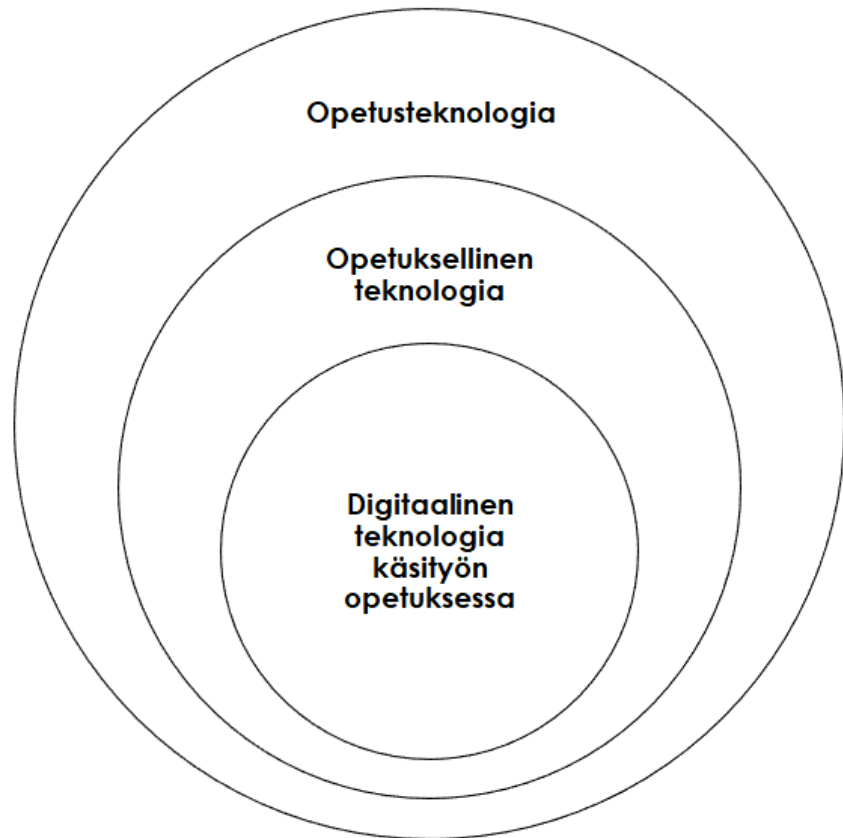 Opetusteknologia
Opetuksellinen
teknologia
Digitaalinen
teknologia
käsityön
opetuksessa